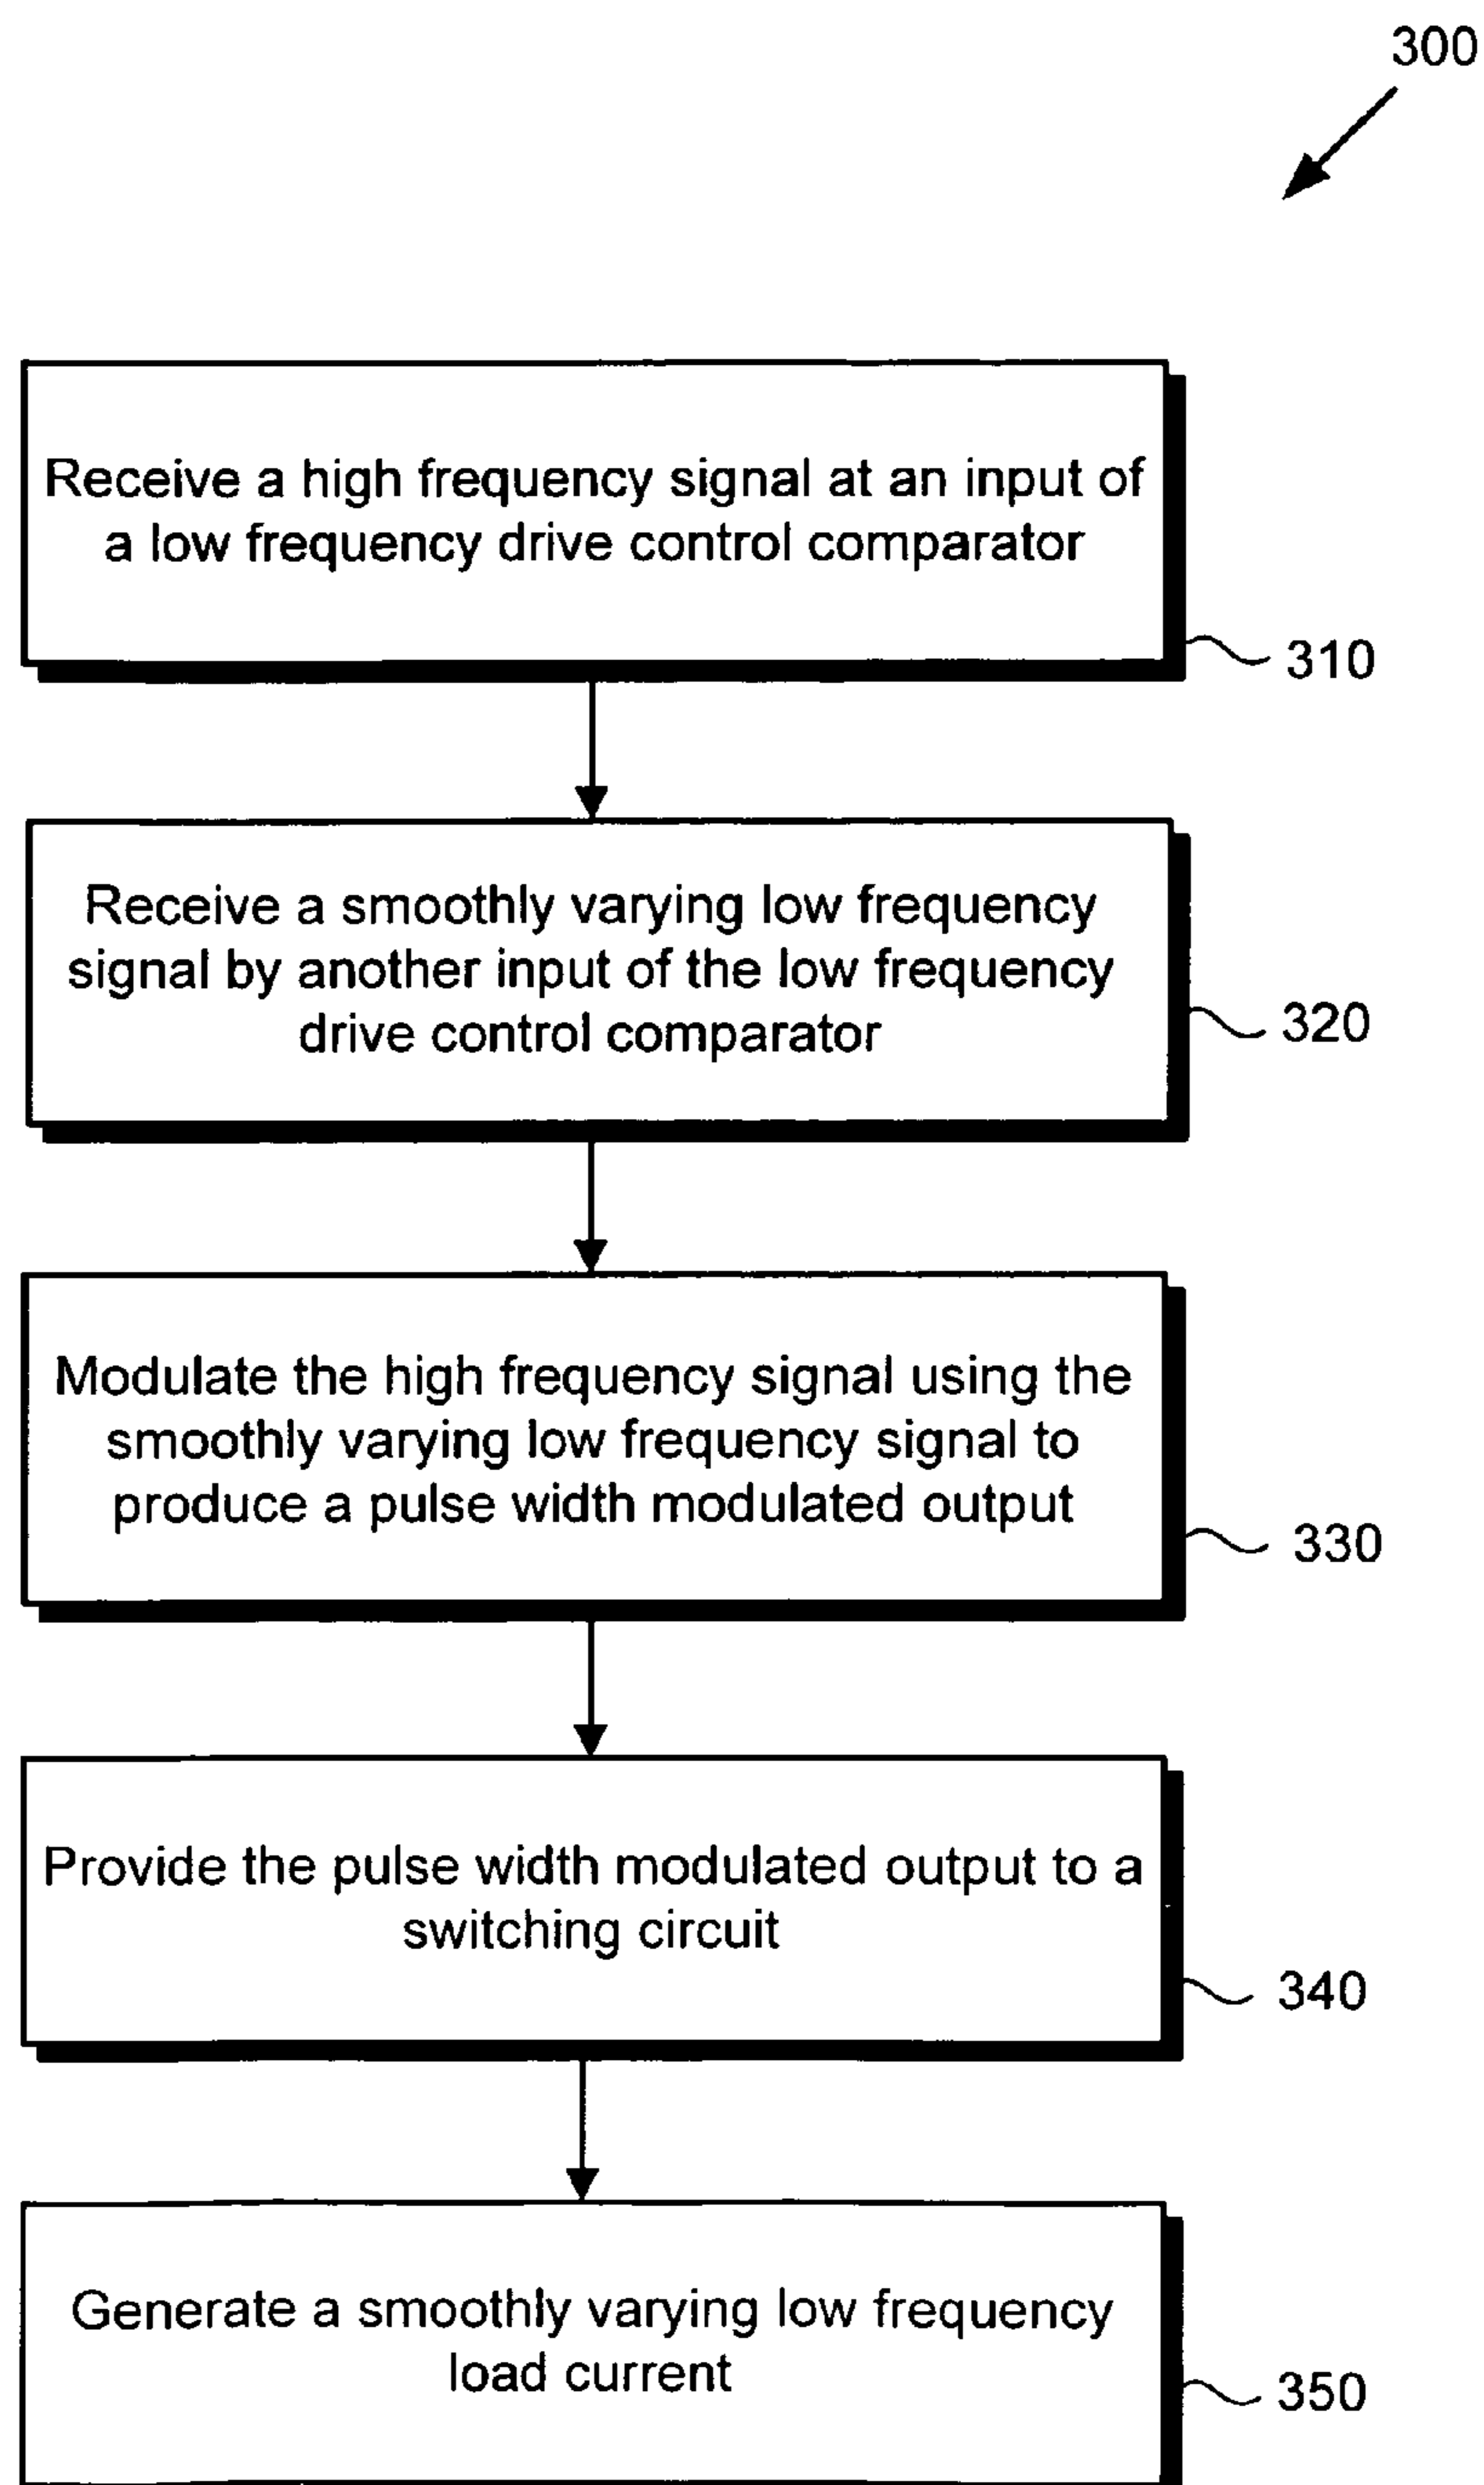 300
Receive a high frequency signal at an input of
a low frequency drive control comparator
310
Receive a smoothly varying low frequency
signal by another input of the low frequency
drive control comparator
320
Modulate the high frequency signal using the
smoothly varying low frequency signal to
produce a pulse width modulated output
330
Provide the pulse width modulated output to a
switching circuit
340
Generate a smoothly varying low frequency
load current
350